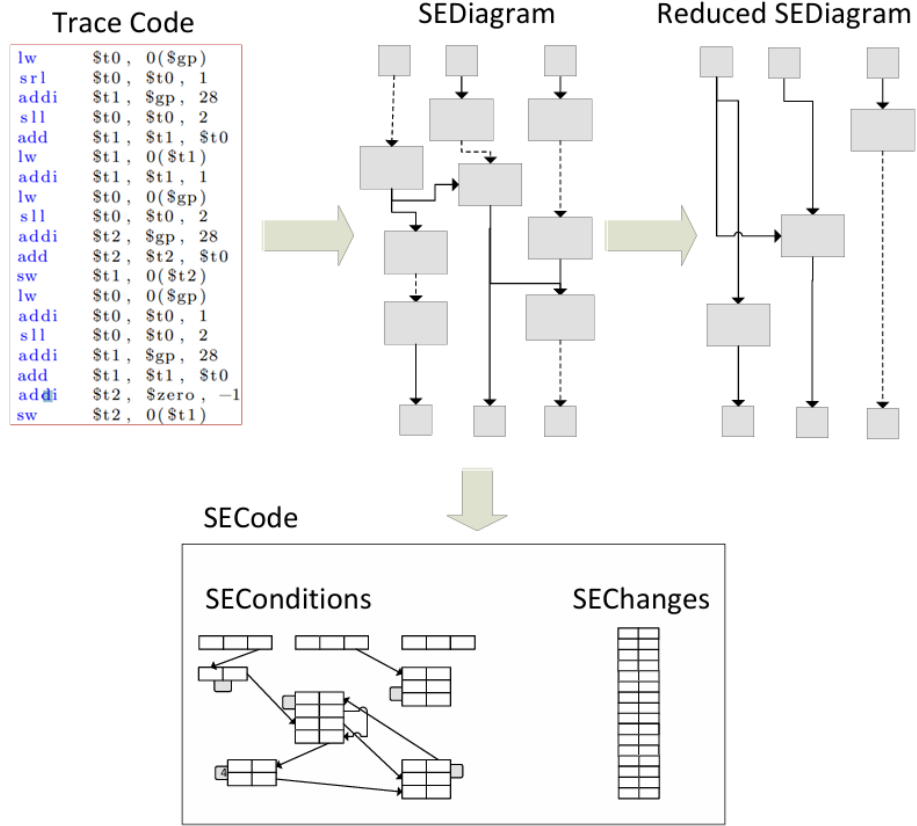 Trace Code
SEDiagram
Reduced SEDiagram
lw $t0, 0($gp)
srl $t0, $t0, 1
addi $t1, $gp, 28
sll $t0, $t0, 2
add $t1, $t1, $t0
lw $t1, 0($t1)
addi $t1, $t1, 1
lw $t0, 0($gp)
sll $t0, $t0, 2
addi $t2, $gp, 28
add $t2, $t2, $t0
sw $t1, 0($t2)
lw $t0, 0($gp)
addi $t0, $t0, 1
sll $t0, $t0, 2
addi $t1, $gp, 28
add $t1, $t1, $t0
addi $t2, $zero, −1
sw $t2, 0($t1)
SECode
SEConditions
SEChanges
4